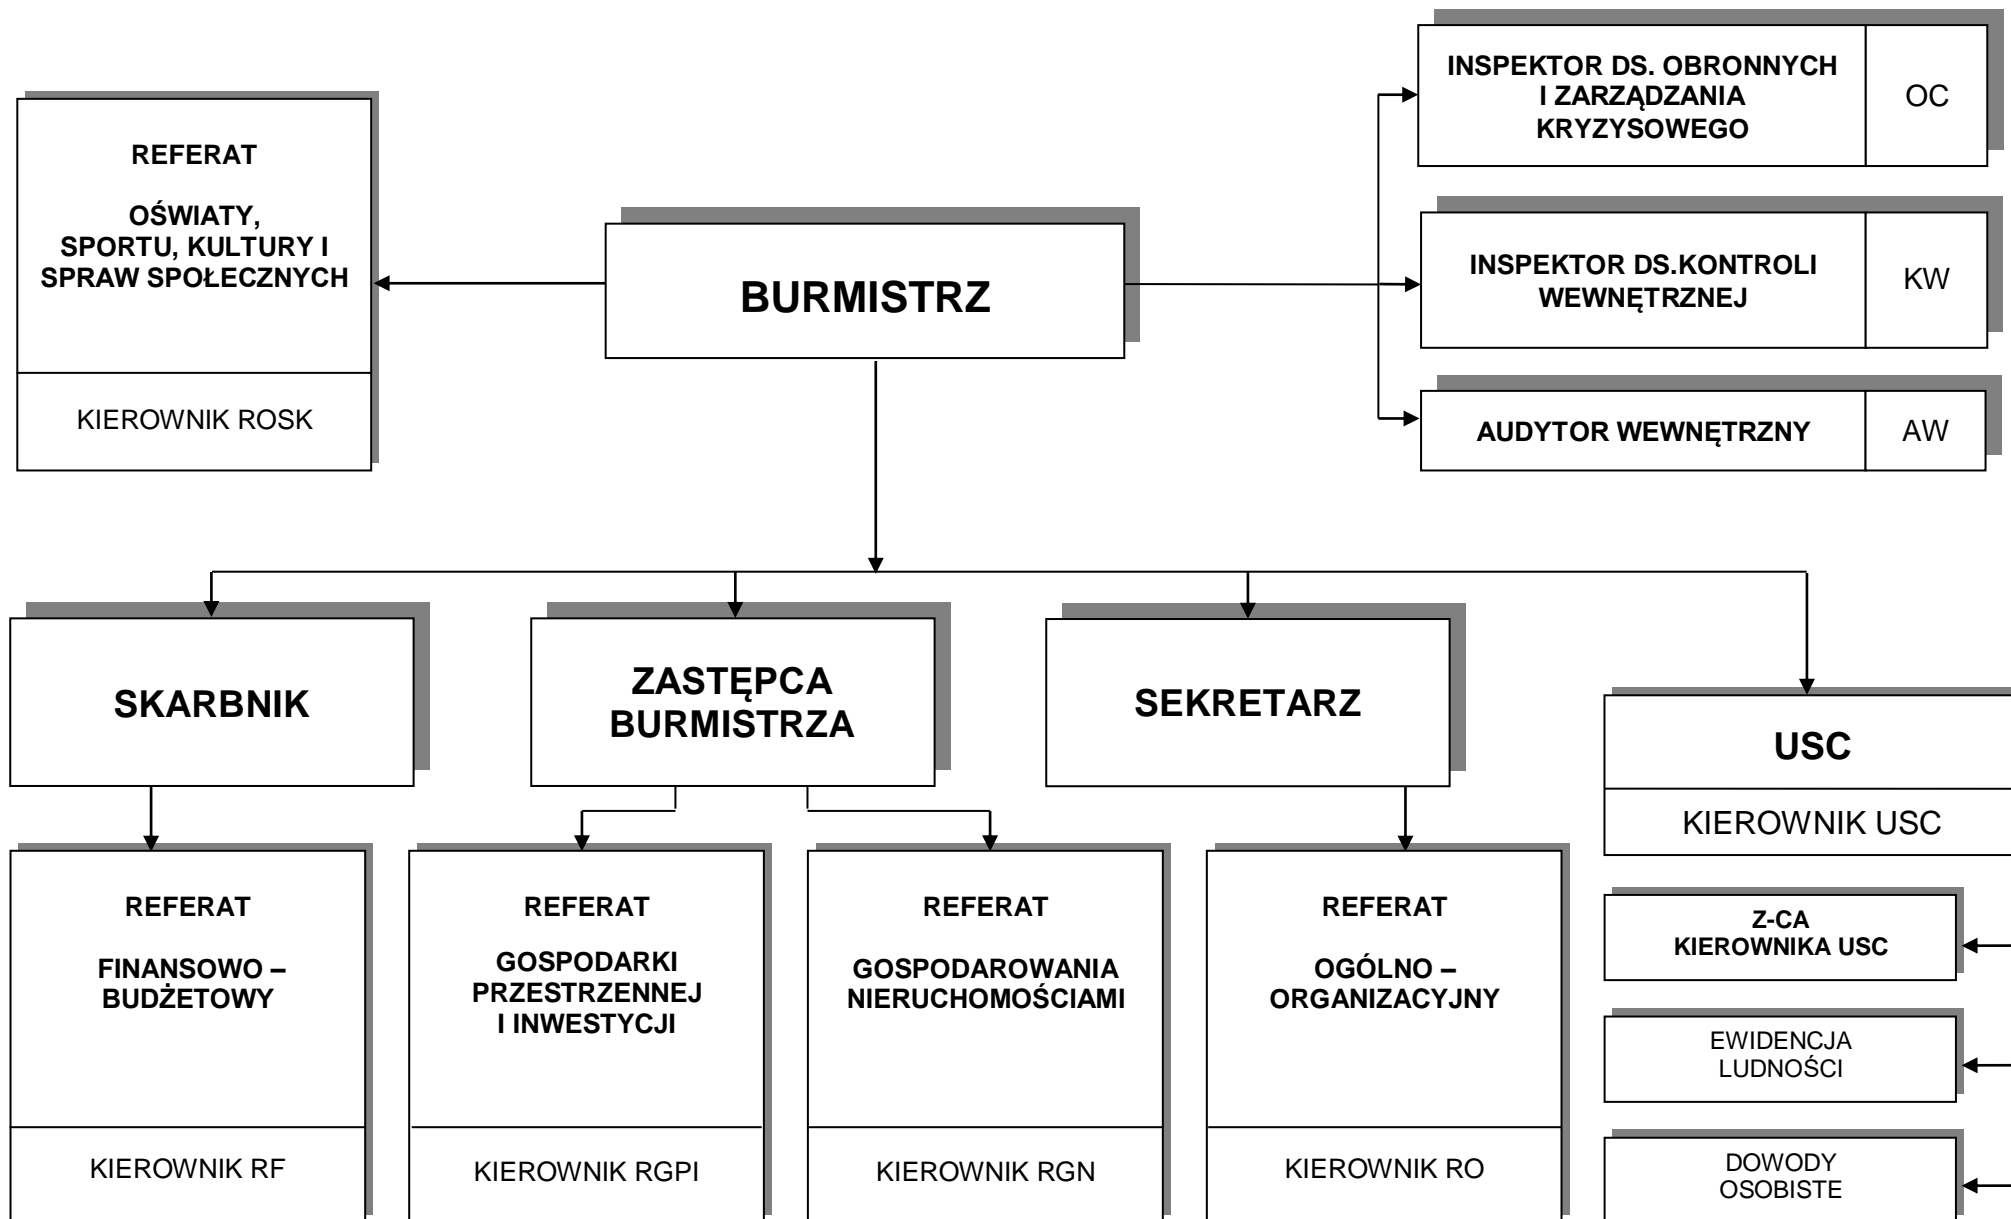 INSPEKTOR DS. OBRONNYCH
I ZARZĄDZANIA
KRYZYSOWEGO
OC
REFERAT
OŚWIATY,
SPORTU, KULTURY I
SPRAW SPOŁECZNYCH
KIEROWNIK ROSK
BURMISTRZ
INSPEKTOR DS.KONTROLI
WEWNĘTRZNEJ
KW
AUDYTOR WEWNĘTRZNY
AW
SKARBNIK
ZASTĘPCA
BURMISTRZA
SEKRETARZ
USC
KIEROWNIK USC
REFERAT
FINANSOWO –
BUDŻETOWY
KIEROWNIK RF
REFERAT
GOSPODARKI
PRZESTRZENNEJ
I INWESTYCJI
KIEROWNIK RGPI
REFERAT
GOSPODAROWANIA
NIERUCHOMOŚCIAMI
KIEROWNIK RGN
REFERAT
OGÓLNO –
ORGANIZACYJNY
KIEROWNIK RO
Z-CA
KIEROWNIKA USC
EWIDENCJA
LUDNOŚCI
DOWODY
OSOBISTE